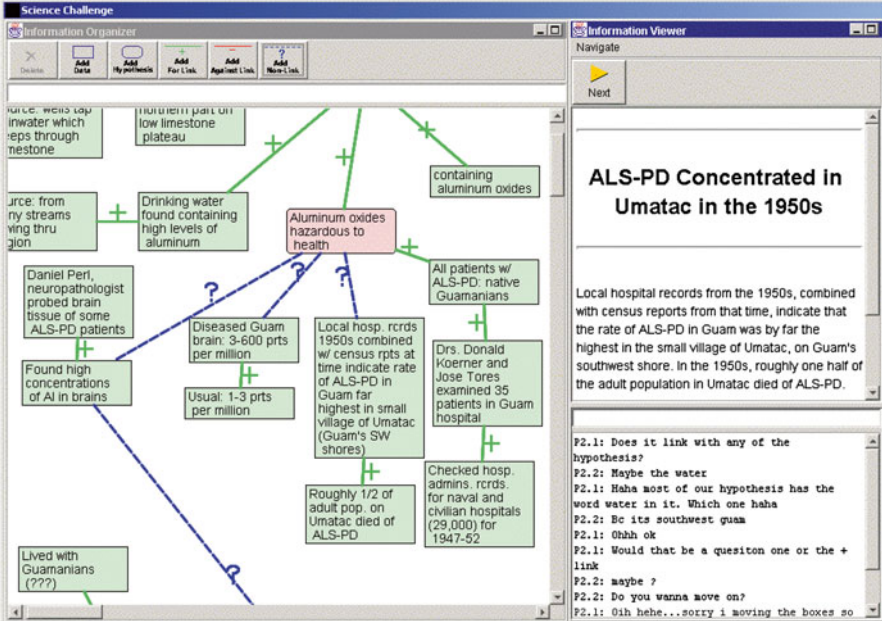 Science Challenge
Information Organizer
Delete
Add
Data
Add
Hypothesis
+
Add
For Link
Add
Against Link
?
Add
Non-Link
wells tap
inwater which
eeps through
mestone
northern part on
low limestone
plateau
containing
aluminum oxides
urce: from
ny streams
wing thru
gion
Drinking water
found containing
high levels of
aluminum
Aluminum oxides
hazardous to
health
Daniel Perl,
neuropathologist
probed brain
tissue of some
ALS-PD patients
Found high
concentrations
of Al in brains
Diseased Guam
brain: 3-600 prts
per million
Usual: 1-3 prts
per million
Local hosp. rcrds
1950s combined
w/ census rpts at
time indicate rate
of ALS-PD in
Guam far
highest in small
village of Umatac
(Guam's SW
shores)
Roughly 1/2 of
adult pop. on
Umatac died of
ALS-PD
All patients w/
ALS-PD: native
Guamanians
Drs. Donald
Koerner and
Jose Tores
examined 35
patients in Guam
hospital
Checked hosp.
admins. rcrds.
for naval and
civilian hospitals
(29,000) for
1947-52
Lived with
Guamanians
(???)
Information Viewer
Navigate
Next
ALS-PD Concentrated in
Umatac in the 1950s
Local hospital records from the 1950s, combined
with census reports from that time, indicate that
the rate of ALS-PD in Guam was by far the
highest in the small village of Umatac, on Guam's
southwest shore. In the 1950s, roughly one half of
the adult population in Umatac died of ALS-PD.
P2.1: Does it link with any of the
hypothesis?
P2.2: Maybe the water
P2.1: Haha most of our hypothesis has the
word water in it. Which one haha
P2.2: Bc its southwest guam
P2.1: Ohhh ok
P2.1: Would that be a quesiton one or the +
link
P2.2: maybe ?
P2.2: Do you wanna move on?
P2.1: Oih hehe...sorry i moving the boxes so